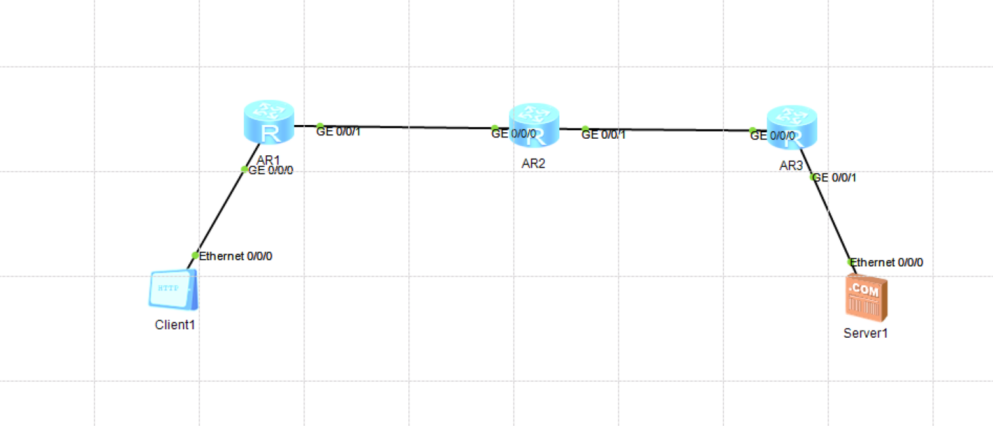 R
GE 0/0/1
GE 0/0/0
R
GE 0/0/1
GE 0/0/0
R
AR1
AR2
AR3
GE 0/0/0
GE 0/0/1
Ethernet 0/0/0
Ethernet 0/0/0
HTTP
.COM
Client1
Server1